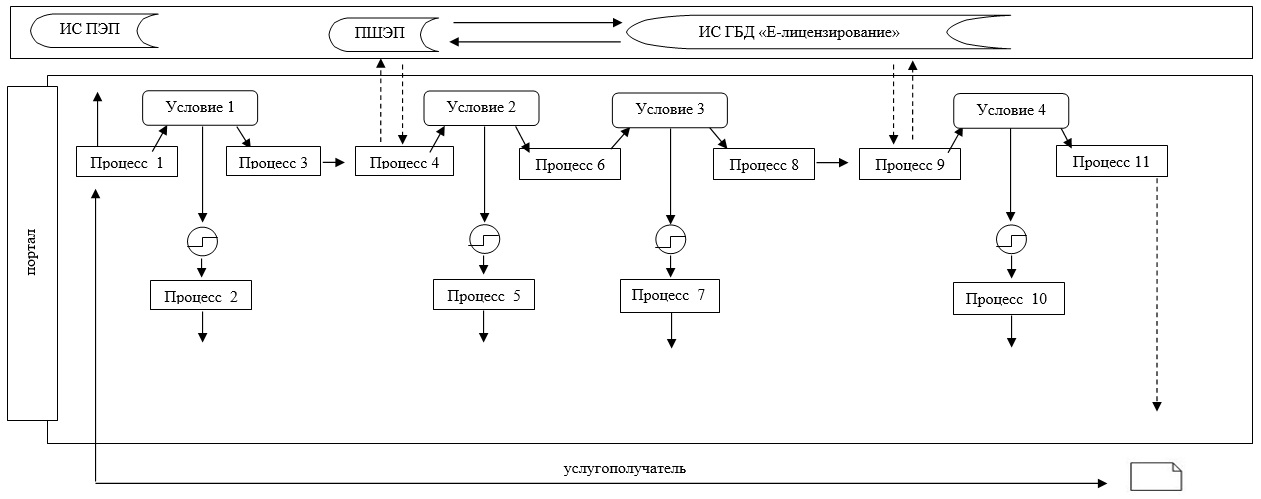 ИС ПЭП
ПШЭП
ИС ГБД «Е-лицензирование»
портал
Условие 1
Условие 2
Условие 3
Условие 4
Процесс 1
Процесс 3
Процесс 4
Процесс 6
Процесс 8
Процесс 9
Процесс 11
Процесс 2
Процесс 5
Процесс 7
Процесс 10
услугополучатель